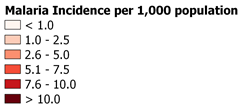 Malaria Incidence per 1,000 population
< 1.0
1.0 - 2.5
2.6 - 5.0
5.1 - 7.5
7.6 - 10.0
> 10.0